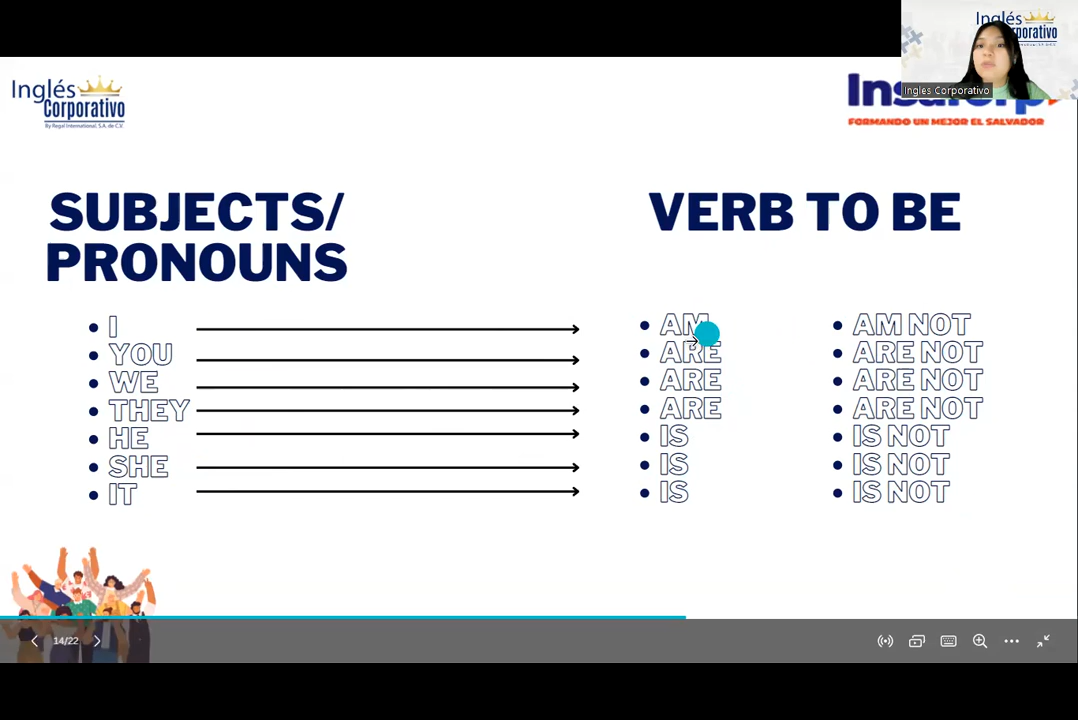 Inglés
Corporativo
By Regal International, S.A. de C.V.
Inglés
Corporativo
Ingles Corporativo
FORMANDO UN MEJOR EL SALVADOR
SUBJECTS/
PRONOUNS
VERB TO BE
I
YOU
WE
THEY
HE
SHE
IT
AM
ARE
ARE
ARE
IS
IS
IS
AM NOT
ARE NOT
ARE NOT
ARE NOT
IS NOT
IS NOT
IS NOT
14/22